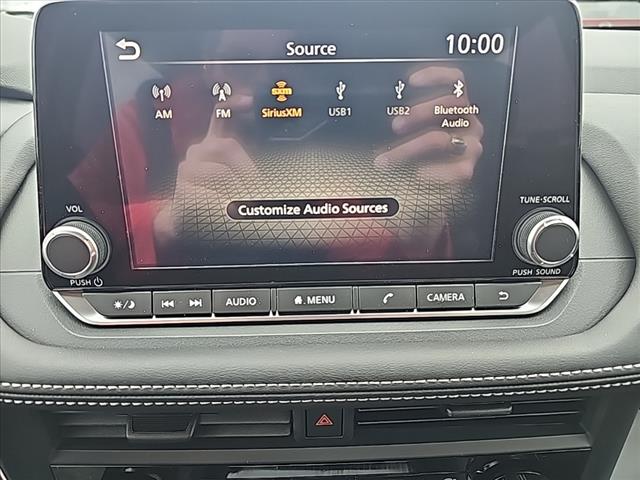 Source
10:00
AM
FM
SXM
SiriusXM
USB1
USB2
Bluetooth
Audio
Customize Audio Sources
VOL
PUSH
TUNE·SCROLL
PUSH SOUND
AUDIO
MENU
CAMERA